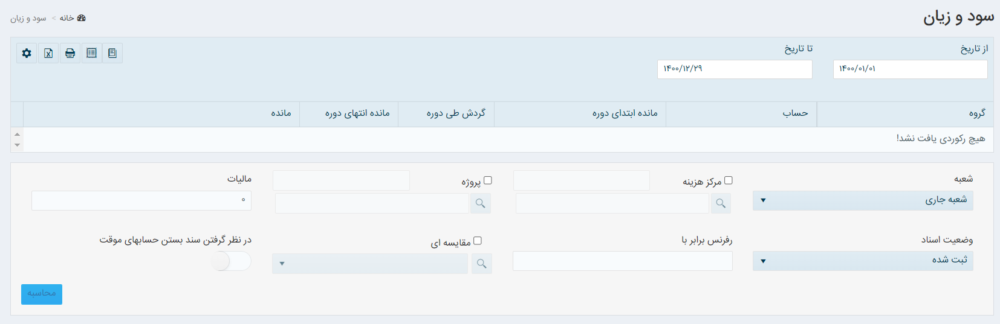 سود و زیان
خانه > سود و زیان
از تاریخ
تا تاریخ
۱۴۰۰/۰۱/۰۱
۱۴۰۰/۱۲/۲۹
گروه حساب مانده ابتدای دوره گردش طی دوره مانده انتهای دوره مانده
هیچ رکوردی یافت نشد!
شعبه
مرکز هزینه
پروژه
مالیات
شعبه جاری
۰
وضعیت اسناد
رفرنس برابر با
مقایسه ای
در نظر گرفتن سند بستن حسابهای موقت
ثبت شده
محاسبه